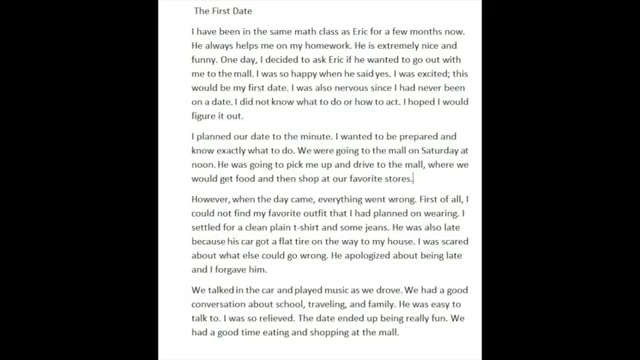 The First Date
I have been in the same math class as Eric for a few months now.
He always helps me on my homework. He is extremely nice and
funny. One day, I decided to ask Eric if he wanted to go out with
me to the mall. I was so happy when he said yes. I was excited; this
would be my first date. I was also nervous since I had never been
on a date. I did not know what to do or how to act. I hoped I would
figure it out.
I planned our date to the minute. I wanted to be prepared and
know exactly what to do. We were going to the mall on Saturday at
noon. He was going to pick me up and drive to the mall, where we
would get food and then shop at our favorite stores.
However, when the day came, everything went wrong. First of all, I
could not find my favorite outfit that I had planned on wearing. I
settled for a clean plain t-shirt and some jeans. He was also late
because his car got a flat tire on the way to my house. I was scared
about what else could go wrong. He apologized about being late
and I forgave him.
We talked in the car and played music as we drove. We had a good
conversation about school, traveling, and family. He was easy to
talk to. I was so relieved. The date ended up being really fun. We
had a good time eating and shopping at the mall.